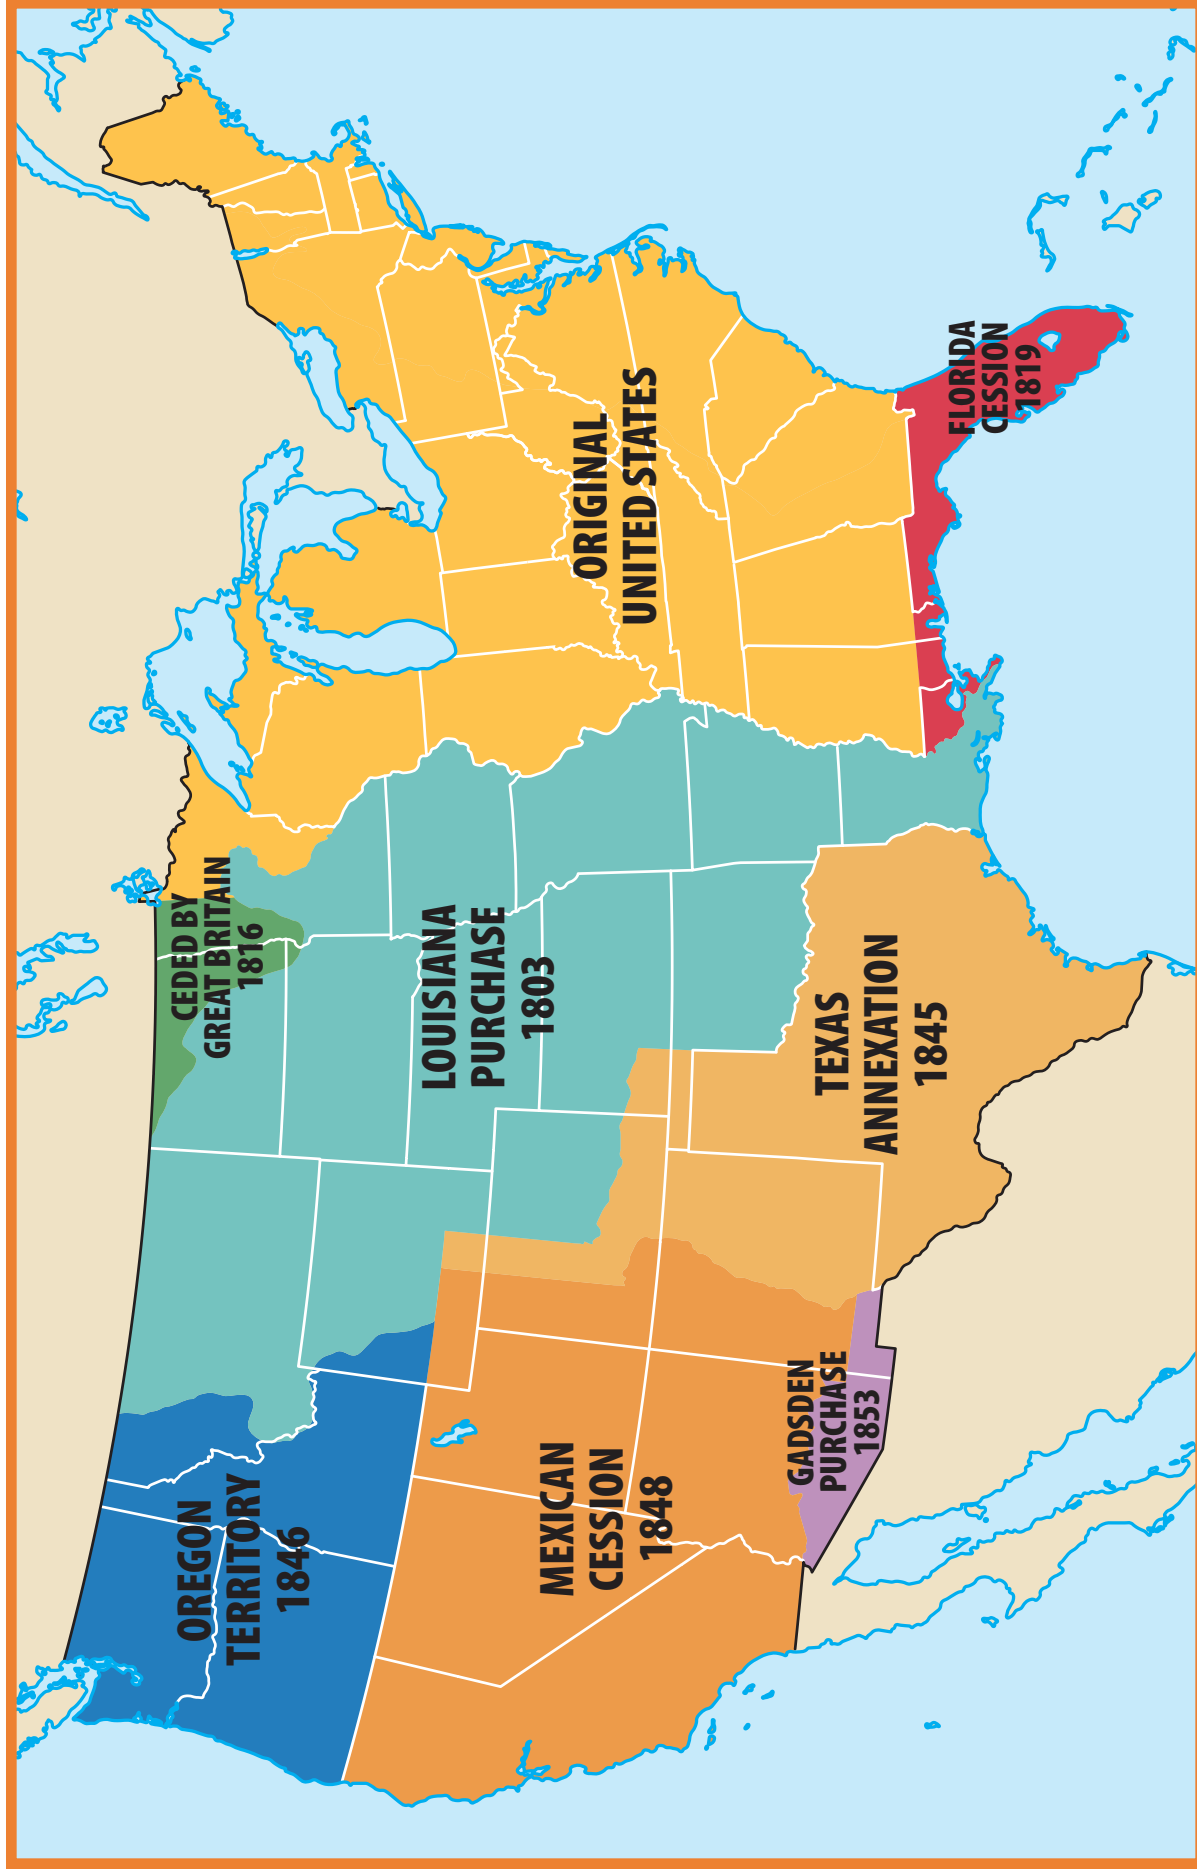 OREGON
TERRITORY
1846
CEDED BY
GREAT BRITAIN
1816
LOUISIANA
PURCHASE
1803
ORIGINAL
UNITED STATES
MEXICAN
CESSION
1848
GADSDEN
PURCHASE
1853
TEXAS
ANNEXATION
1845
FLORIDA
CESSION
1819